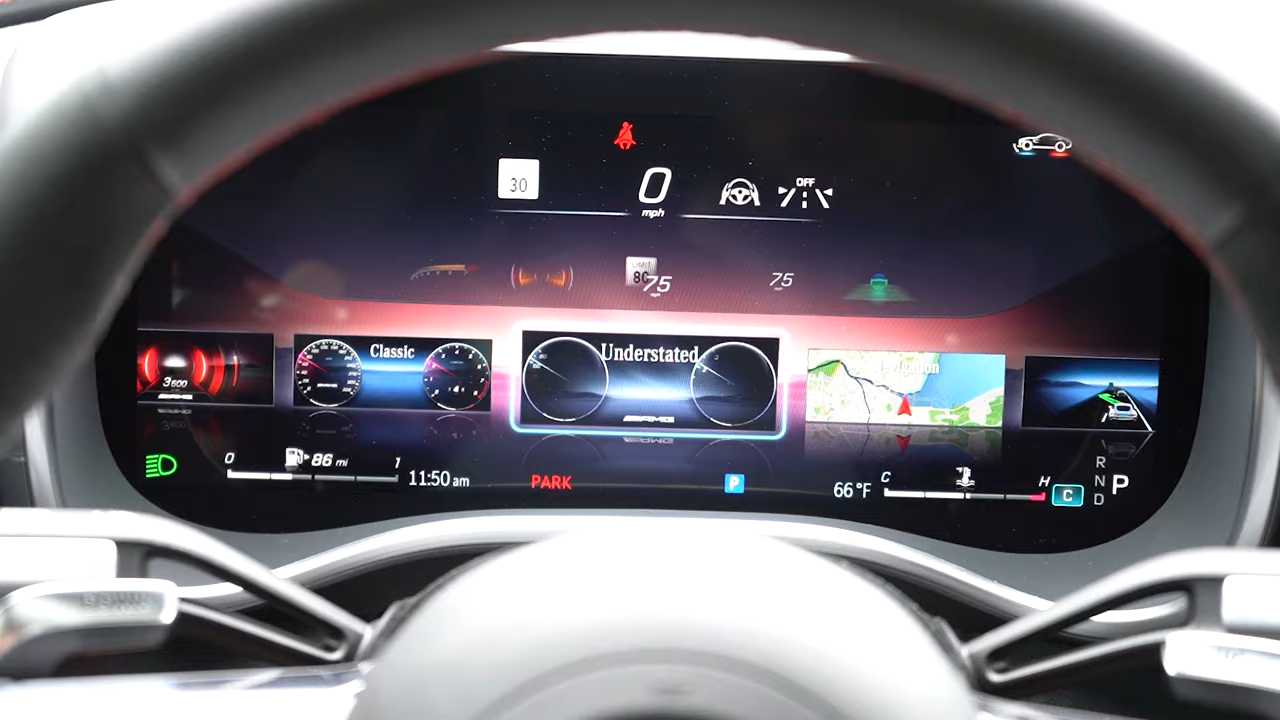 OFF
30
0
mph
LIMIT
80
75
75
Classic
Understated
Navigation
3600
AMG
AMG
0
86 mi
1
11:50 am
PARK
P
66°F
C
H
C
R
N
D
P